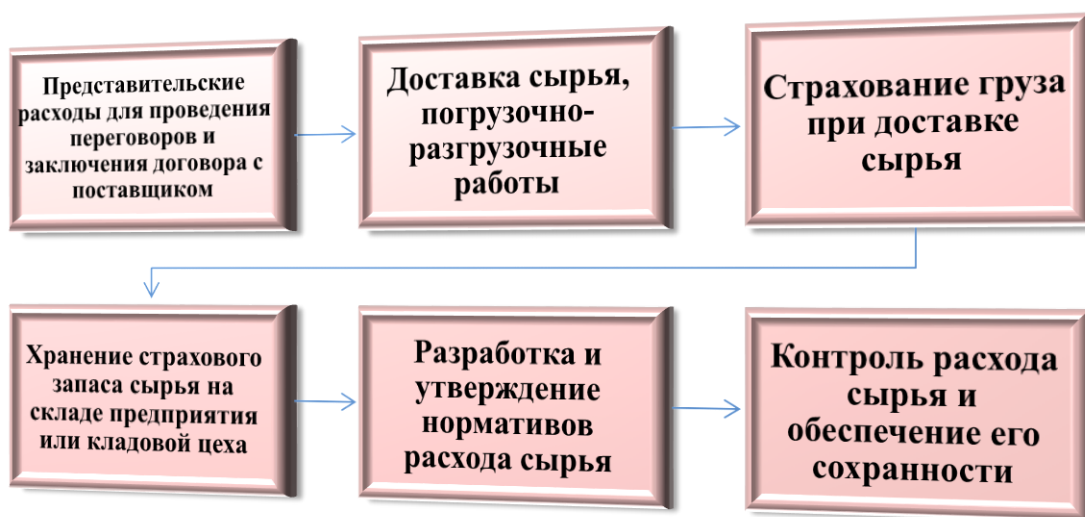 Представительские
расходы для проведения
переговоров и
заключения договора с
поставщиком
Доставка сырья,
погрузочно-
разгрузочные
работы
Страхование груза
при доставке
сырья
Хранение страхового
запаса сырья на
складе предприятия
или кладовой цеха
Разработка и
утверждение
нормативов
расхода сырья
Контроль расхода
сырья и
обеспечение его
сохранности